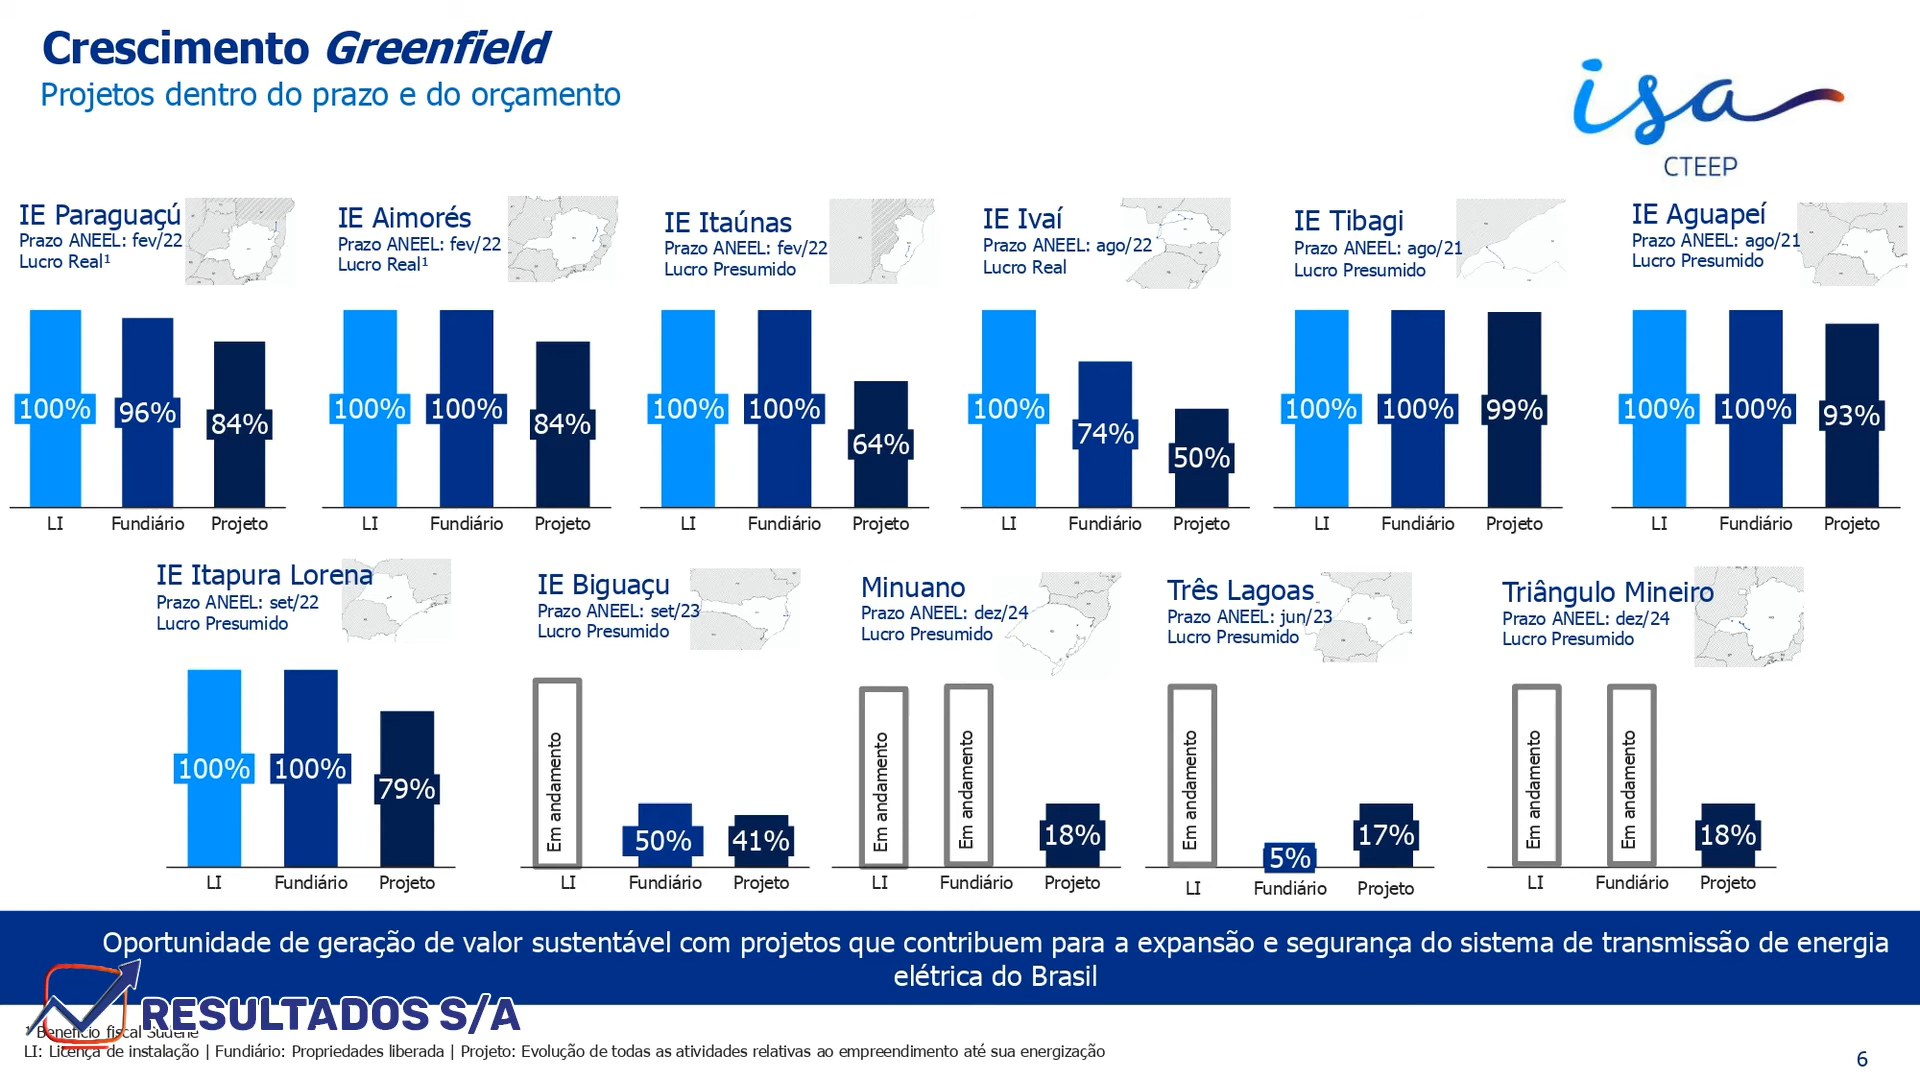 Crescimento Greenfield
Projetos dentro do prazo e do orçamento
isa
CTEEP
IE Paraguaçú
Prazo ANEEL: fev/22
Lucro Real¹
IE Aimorés
Prazo ANEEL: fev/22
Lucro Real¹
IE Itaúnas
Prazo ANEEL: fev/22
Lucro Presumido
IE Ivaí
Prazo ANEEL: ago/22
Lucro Real
IE Tibagi
Prazo ANEEL: ago/21
Lucro Presumido
IE Aguapeí
Prazo ANEEL: ago/21
Lucro Presumido
100% 96% 84%
LI Fundiário Projeto
100% 100% 84%
LI Fundiário Projeto
100% 100% 64%
LI Fundiário Projeto
100% 74% 50%
LI Fundiário Projeto
100% 100% 99%
LI Fundiário Projeto
100% 100% 93%
LI Fundiário Projeto
IE Itapura Lorena
Prazo ANEEL: set/22
Lucro Presumido
IE Biguaçu
Prazo ANEEL: set/23
Lucro Presumido
Minuano
Prazo ANEEL: dez/24
Lucro Presumido
Três Lagoas
Prazo ANEEL: jun/23
Lucro Presumido
Triângulo Mineiro
Prazo ANEEL: dez/24
Lucro Presumido
100% 100% 79%
LI Fundiário Projeto
Em andamento 50% 41%
LI Fundiário Projeto
Em andamento Em andamento 18%
LI Fundiário Projeto
Em andamento 5% 17%
LI Fundiário Projeto
Em andamento Em andamento 18%
LI Fundiário Projeto
Oportunidade de geração de valor sustentável com projetos que contribuem para a expansão e segurança do sistema de transmissão de energia
elétrica do Brasil
RESULTADOS S/A
¹ Benefício fiscal Sudene
LI: Licença de instalação | Fundiário: Propriedades liberada | Projeto: Evolução de todas as atividades relativas ao empreendimento até sua energização
6